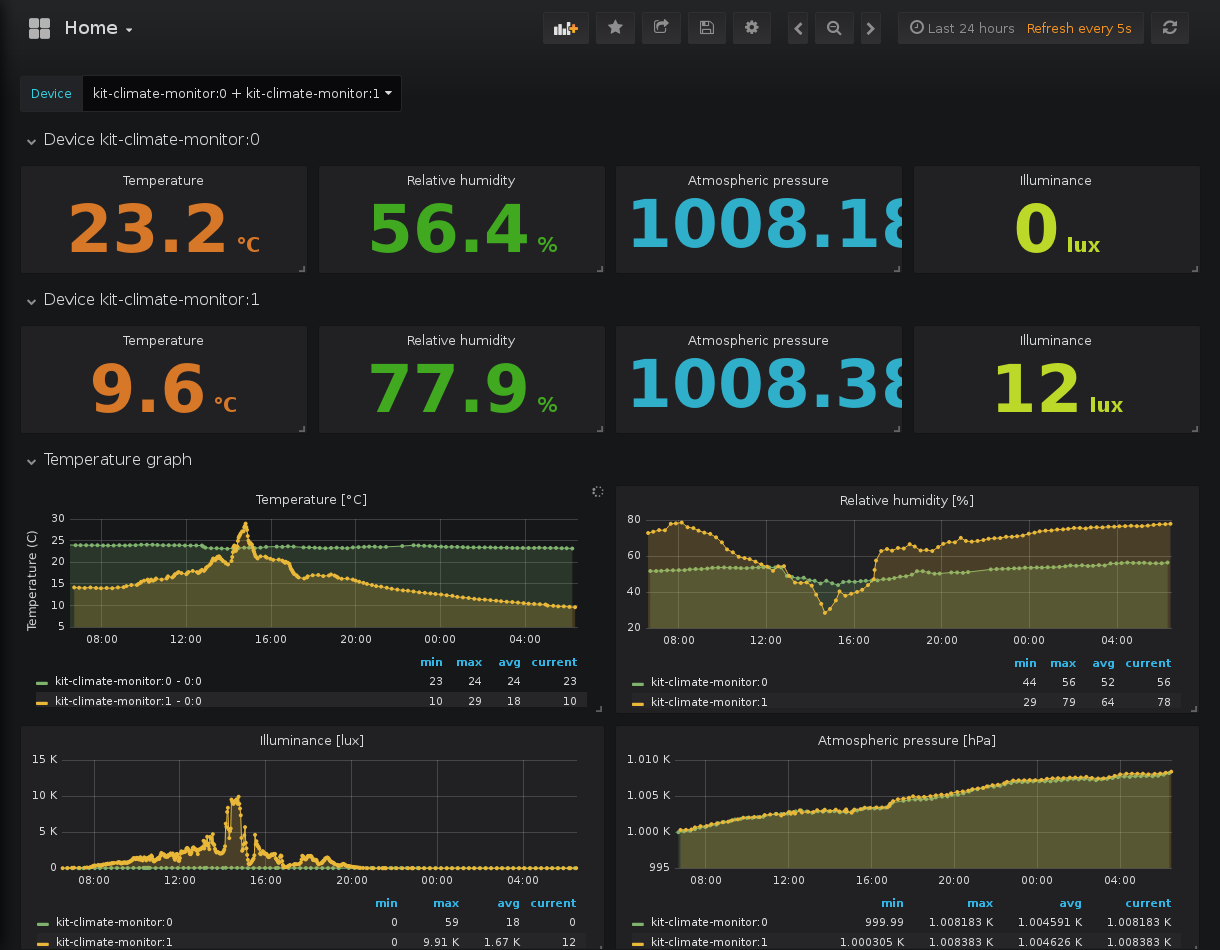 Home
Last 24 hours Refresh every 5s
Device kit-climate-monitor:0 + kit-climate-monitor:1
Device kit-climate-monitor:0
Temperature Relative humidity Atmospheric pressure Illuminance
23.2 °C 56.4 % 1008.18 0 lux
Device kit-climate-monitor:1
Temperature Relative humidity Atmospheric pressure Illuminance
9.6 °C 77.9 % 1008.38 12 lux
Temperature graph
Temperature [°C]
Temperature (C)
30
25
20
15
10
5
08:00 12:00 16:00 20:00 00:00 04:00
min max avg current
kit-climate-monitor:0 - 0:0 23 24 24 23
kit-climate-monitor:1 - 0:0 10 29 18 10
Relative humidity [%]
80
60
40
20
08:00 12:00 16:00 20:00 00:00 04:00
min max avg current
kit-climate-monitor:0 44 56 52 56
kit-climate-monitor:1 29 79 64 78
Illuminance [lux]
15 K
10 K
5 K
0
08:00 12:00 16:00 20:00 00:00 04:00
min max avg current
kit-climate-monitor:0 0 59 18 0
kit-climate-monitor:1 0 9.91 K 1.67 K 12
Atmospheric pressure [hPa]
1.010 K
1.005 K
1.000 K
995
08:00 12:00 16:00 20:00 00:00 04:00
min max avg current
kit-climate-monitor:0 999.99 1.008183 K 1.004591 K 1.008183 K
kit-climate-monitor:1 1.000305 K 1.008383 K 1.004626 K 1.008383 K